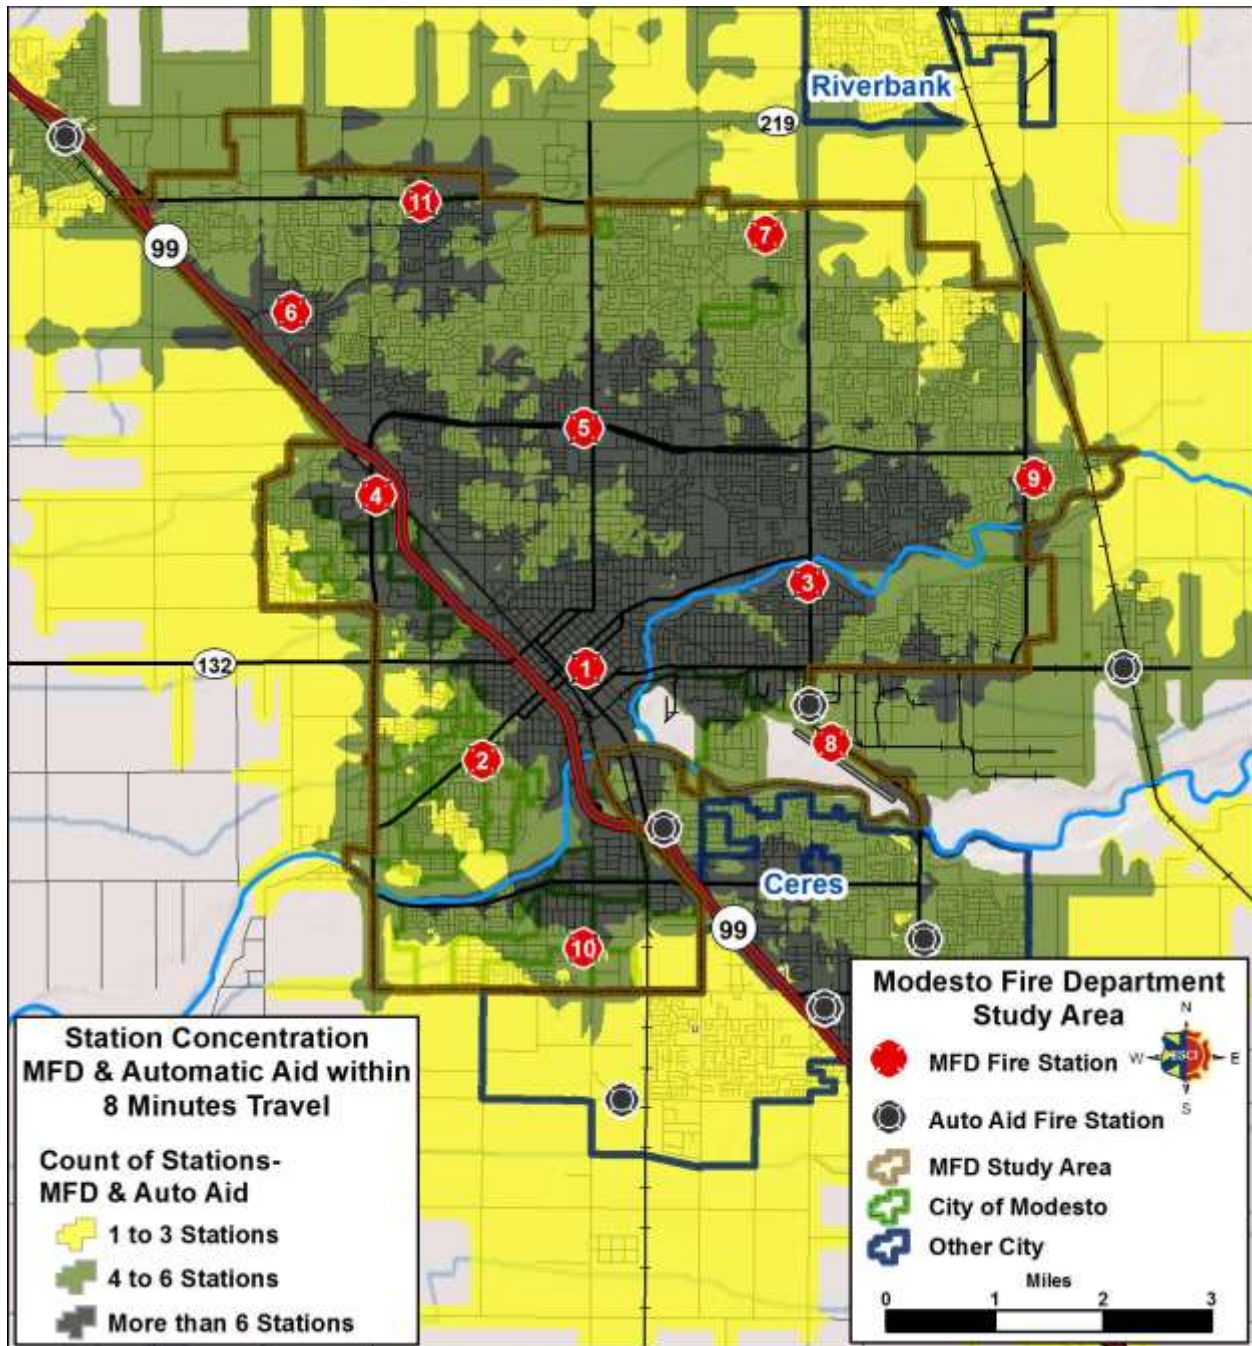 Riverbank
219
11
7
99
6
5
9
4
3
132
1
2
8
Ceres
99
10
Station Concentration
MFD & Automatic Aid within
8 Minutes Travel
Count of Stations-
MFD & Auto Aid
1 to 3 Stations
4 to 6 Stations
More than 6 Stations
Modesto Fire Department
Study Area
N
W
E
S
MFD Fire Station
Auto Aid Fire Station
MFD Study Area
City of Modesto
Other City
Miles
0 1 2 3